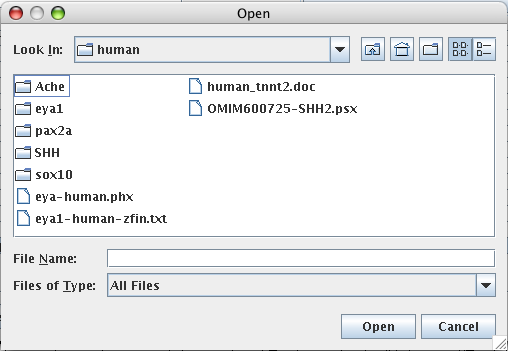 Open
Look In: human
Ache
eya1
pax2a
SHH
sox10
eya-human.phx
eya1-human-zfin.txt
human_tnnt2.doc
OMIM600725-SHH2.psx
File Name:
Files of Type: All Files
Open Cancel